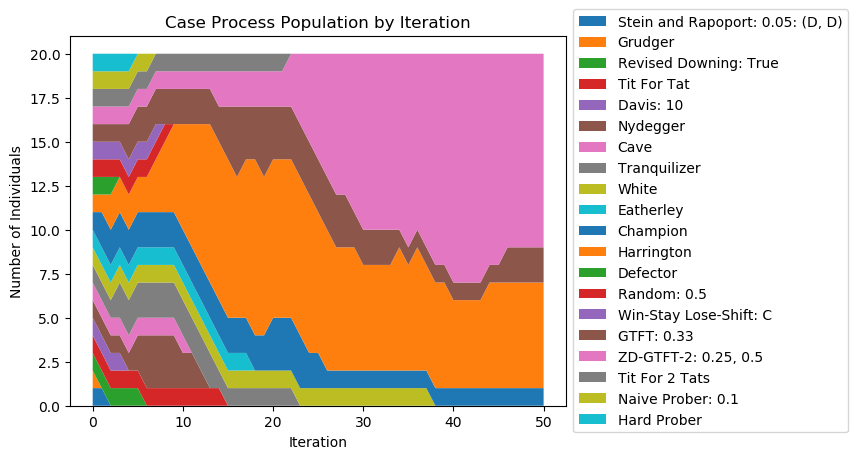 Case Process Population by Iteration
Number of Individuals
20.0
17.5
15.0
12.5
10.0
7.5
5.0
2.5
0.0
0
10
20
30
40
50
Iteration
Stein and Rapoport: 0.05: (D, D)
Grudger
Revised Downing: True
Tit For Tat
Davis: 10
Nydegger
Cave
Tranquilizer
White
Eatherley
Champion
Harrington
Defector
Random: 0.5
Win-Stay Lose-Shift: C
GTFT: 0.33
ZD-GTFT-2: 0.25, 0.5
Tit For 2 Tats
Naive Prober: 0.1
Hard Prober